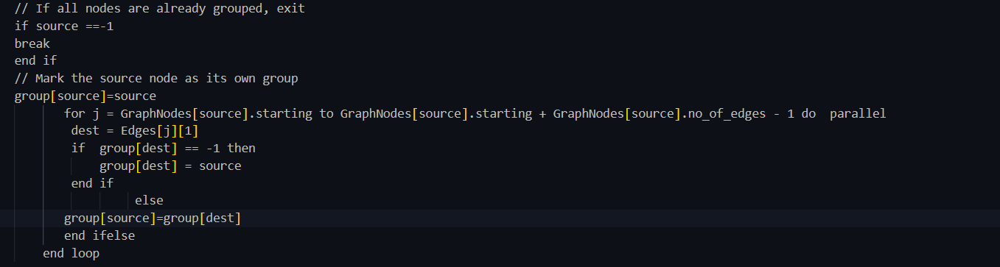 // If all nodes are already grouped, exit
if source ==-1
break
end if
// Mark the source node as its own group
group[source]=source
for j = GraphNodes[source].starting to GraphNodes[source].starting + GraphNodes[source].no_of_edges - 1 do  parallel
dest = Edges[j][1]
if  group[dest] == -1 then
group[dest] = source
end if
else
group[source]=group[dest]
end ifelse
end loop